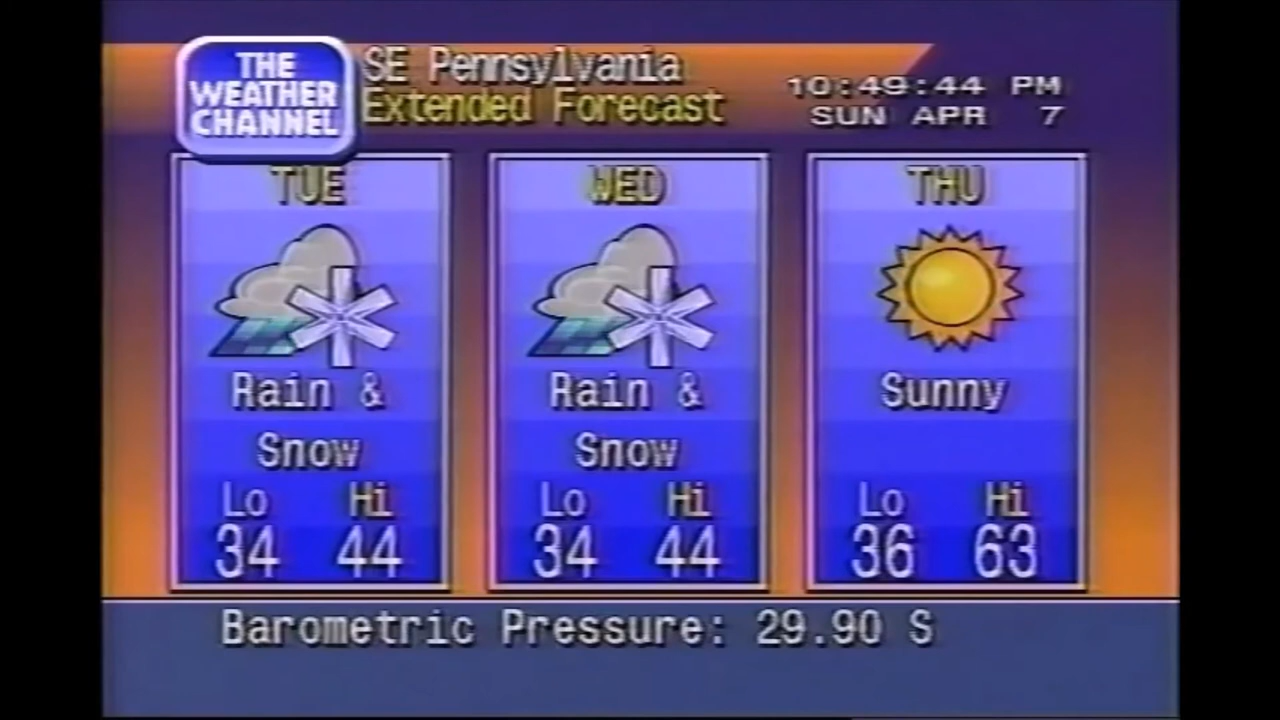 THE
WEATHER
CHANNEL
SE Pennsylvania
Extended Forecast
10:49:44 PM
SUN APR 7
TUE
Rain &
Snow
Lo Hi
34 44
WED
Rain &
Snow
Lo Hi
34 44
THU
Sunny
Lo Hi
36 63
Barometric Pressure: 29.90 S